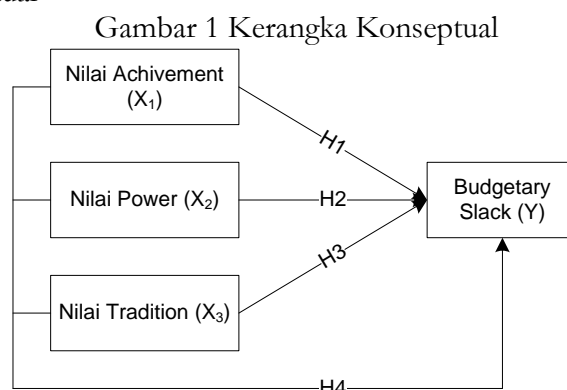 Gambar 1 Kerangka Konseptual
Nilai Achivement
(X₁)
H1
Nilai Power (X₂)
H2
Budgetary
Slack (Y)
H3
Nilai Tradition (X₃)
H4